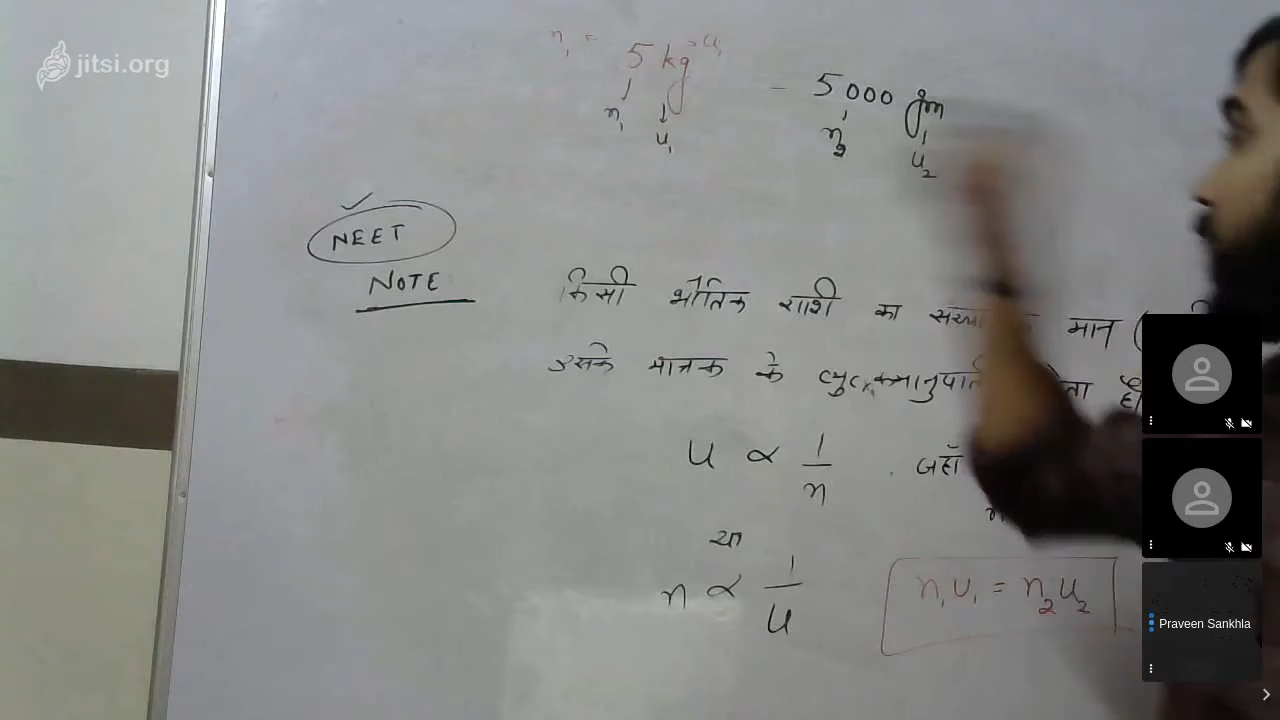 jitsi.org
n₁ = 5 kg = u₁ – 5000 gm
n₁ u₁ n₂ u₂
NEET
NOTE
किसी भौतिक राशि का मान (
उसके मात्रक के होता है
u ∝ 1/n . जहाँ
या
n ∝ 1/u
n₁u₁ = n₂u₂
Praveen Sankhla